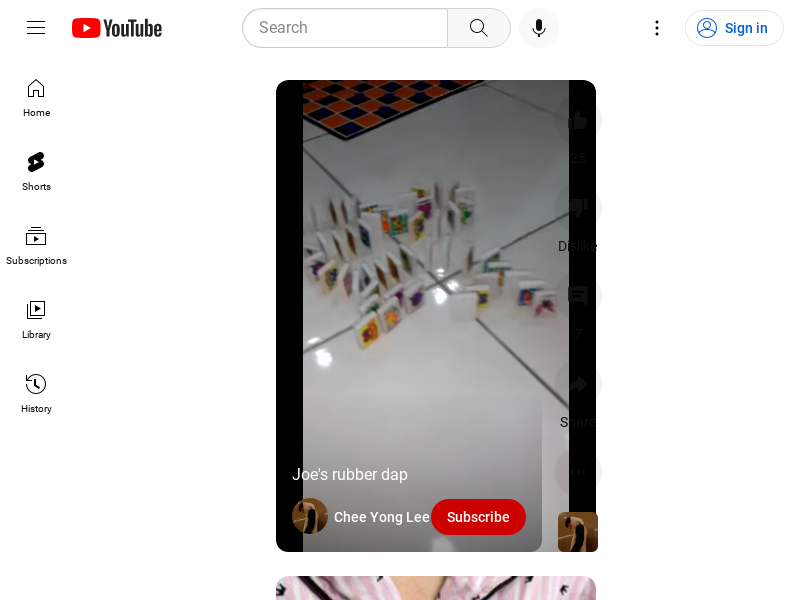 YouTube
Search
Sign in
Home
Shorts
Subscriptions
Library
History
25
Dislike
7
Share
Joe's rubber dap
Chee Yong Lee
Subscribe